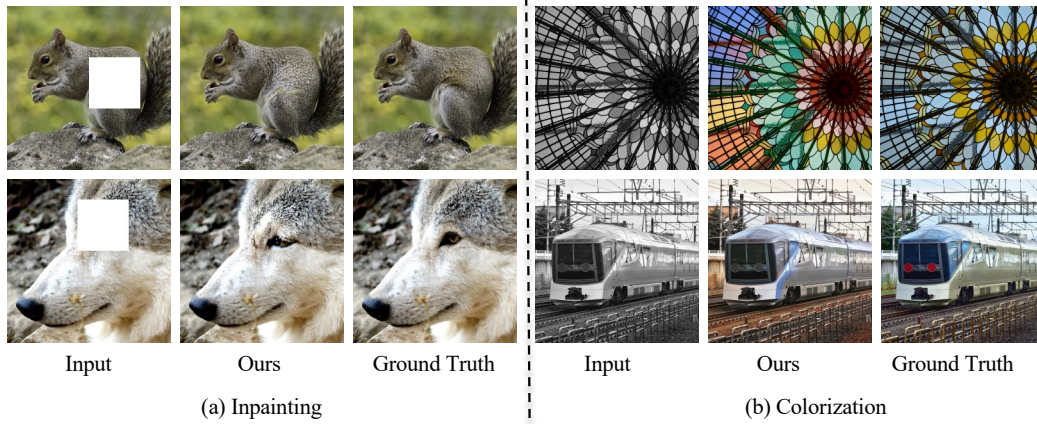 Input
Ours
Ground Truth
(a) Inpainting
Input
Ours
Ground Truth
(b) Colorization